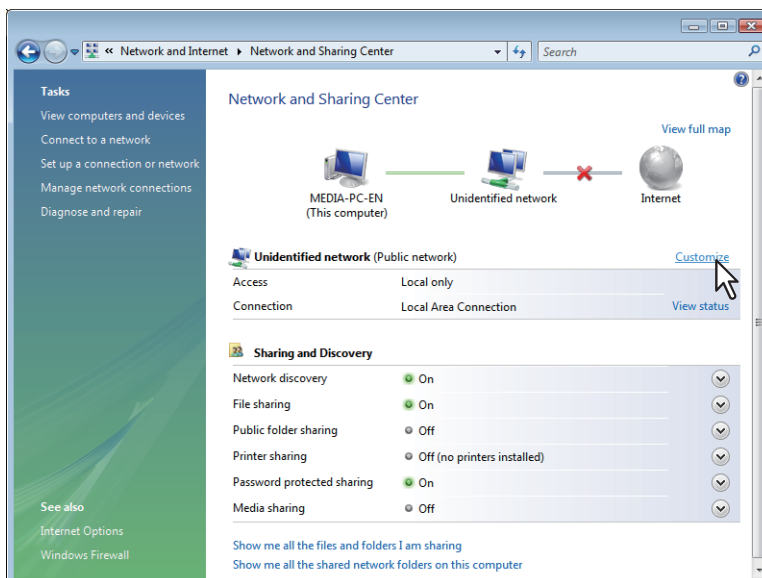 « Network and Internet ▸ Network and Sharing Center
Search
Tasks
View computers and devices
Connect to a network
Set up a connection or network
Manage network connections
Diagnose and repair
See also
Internet Options
Windows Firewall
Network and Sharing Center
View full map
MEDIA-PC-EN
(This computer)
Unidentified network
Internet
Unidentified network (Public network) Customize
Access Local only
Connection Local Area Connection View status
Sharing and Discovery
Network discovery On
File sharing On
Public folder sharing Off
Printer sharing Off (no printers installed)
Password protected sharing On
Media sharing Off
Show me all the files and folders I am sharing
Show me all the shared network folders on this computer